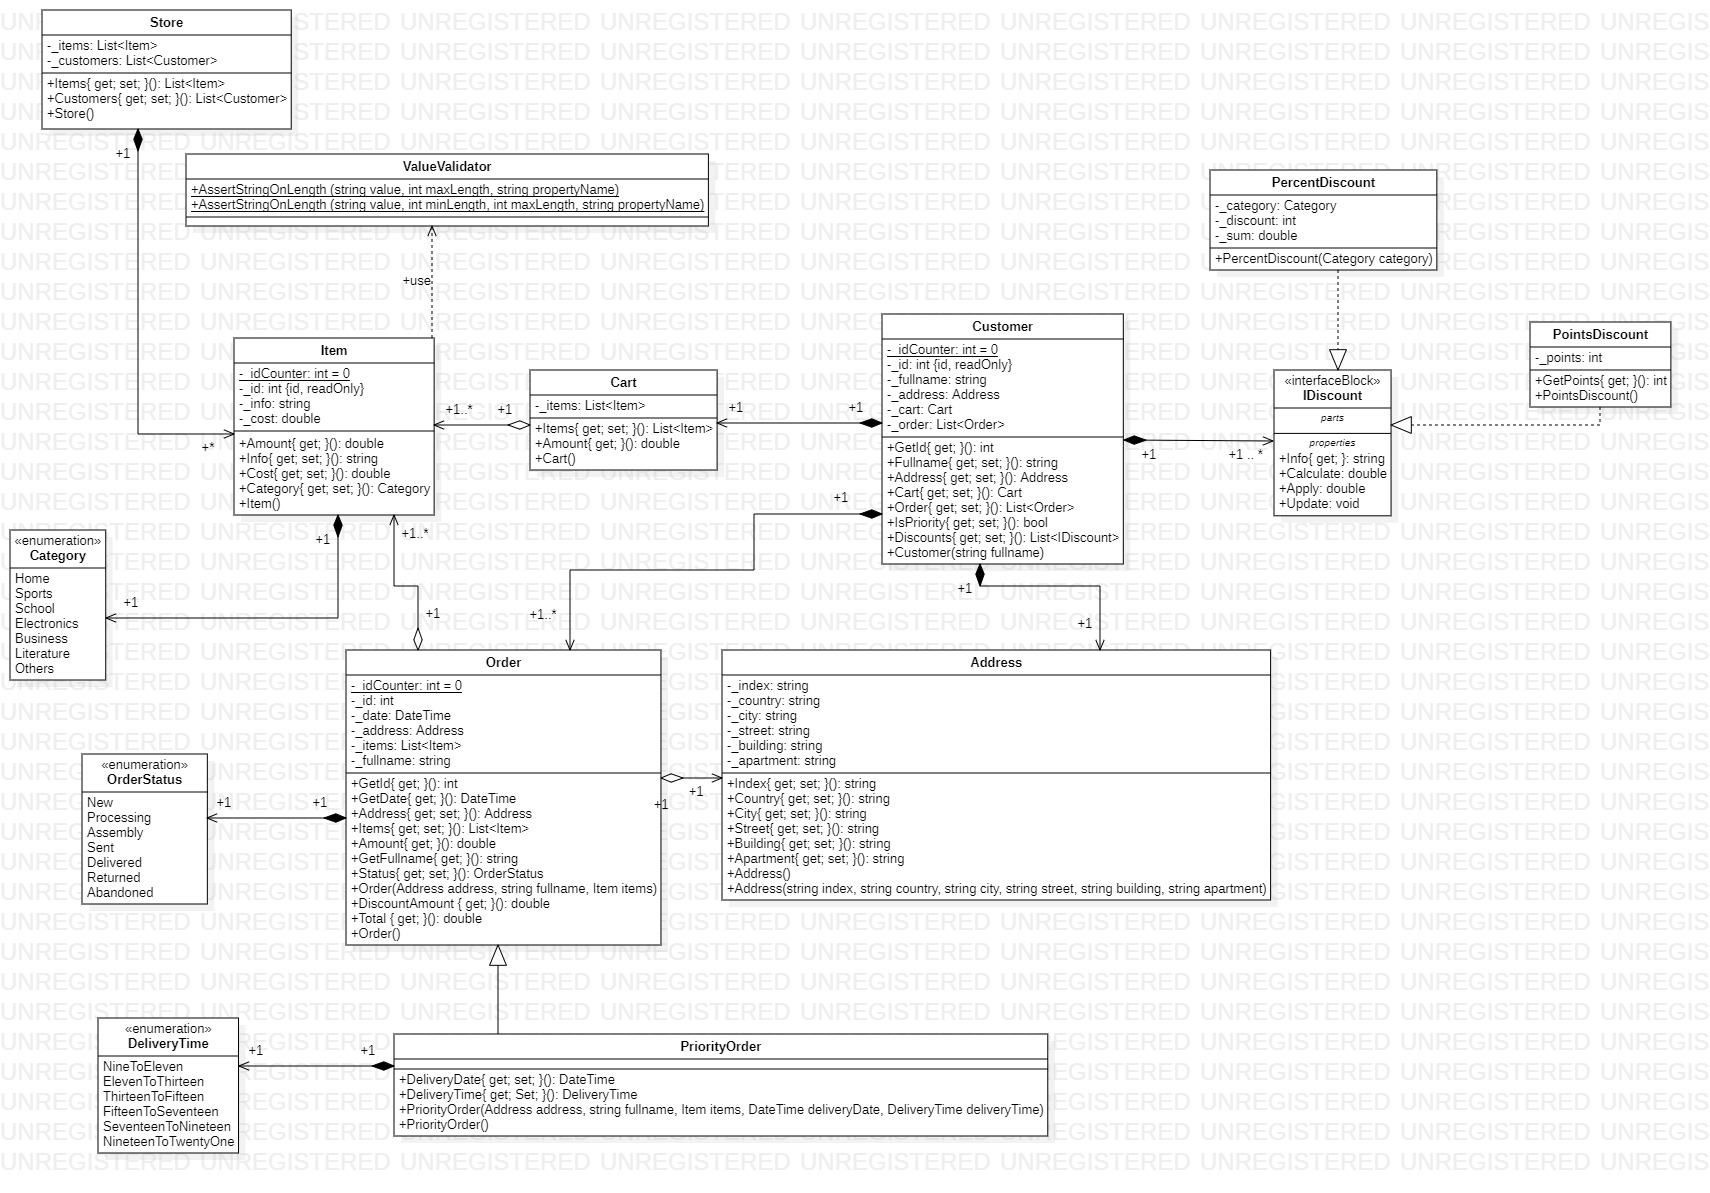 Store
-_items: List<Item>
-_customers: List<Customer>
+Items{ get; set; }(): List<Item>
+Customers{ get; set; }(): List<Customer>
+Store()
+1
ValueValidator
+AssertStringOnLength (string value, int maxLength, string propertyName)
+AssertStringOnLength (string value, int minLength, int maxLength, string propertyName)
+use
PercentDiscount
-_category: Category
-_discount: int
-_sum: double
+PercentDiscount(Category category)
PointsDiscount
-_points: int
+GetPoints{ get; }(): int
+PointsDiscount()
Item
-_idCounter: int = 0
-_id: int {id, readOnly}
-_info: string
-_cost: double
+Amount{ get; }(): double
+Info{ get; set; }(): string
+Cost{ get; set; }(): double
+Category{ get; set; }(): Category
+Item()
+*
+1..*
+1
Cart
-_items: List<Item>
+Items{ get; set; }(): List<Item>
+Amount{ get; }(): double
+Cart()
+1
+1
Customer
-_idCounter: int = 0
-_id: int {id, readOnly}
-_fullname: string
-_address: Address
-_cart: Cart
-_order: List<Order>
+GetId{ get; }(): int
+Fullname{ get; set; }(): string
+Address{ get; set; }(): Address
+Cart{ get; set; }(): Cart
+Order{ get; set; }(): List<Order>
+IsPriority{ get; set; }(): bool
+Discounts{ get; set; }(): List<IDiscount>
+Customer(string fullname)
+1
+1 .. *
«interfaceBlock»
IDiscount
parts
properties
+Info{ get; }: string
+Calculate: double
+Apply: double
+Update: void
+1
+1..*
+1
+1
«enumeration»
Category
Home
Sports
School
Electronics
Business
Literature
Others
+1
+1
+1..*
+1
Order
-_idCounter: int = 0
-_id: int
-_date: DateTime
-_address: Address
-_items: List<Item>
-_fullname: string
+GetId{ get; }(): int
+GetDate{ get; }(): DateTime
+Address{ get; set; }(): Address
+Items{ get; set; }(): List<Item>
+Amount{ get; }(): double
+GetFullname{ get; }(): string
+Status{ get; set; }(): OrderStatus
+Order(Address address, string fullname, Item items)
+DiscountAmount { get; }(): double
+Total { get; }(): double
+Order()
+1
+1
Address
-_index: string
-_country: string
-_city: string
-_street: string
-_building: string
-_apartment: string
+Index{ get; set; }(): string
+Country{ get; set; }(): string
+City{ get; set; }(): string
+Street{ get; set; }(): string
+Building{ get; set; }(): string
+Apartment{ get; set; }(): string
+Address()
+Address(string index, string country, string city, string street, string building, string apartment)
«enumeration»
OrderStatus
New
Processing
Assembly
Sent
Delivered
Returned
Abandoned
+1
+1
«enumeration»
DeliveryTime
NineToEleven
ElevenToThirteen
ThirteenToFifteen
FifteenToSeventeen
SeventeenToNineteen
NineteenToTwentyOne
+1
+1
PriorityOrder
+DeliveryDate{ get; set; }(): DateTime
+DeliveryTime{ get; Set; }(): DeliveryTime
+PriorityOrder(Address address, string fullname, Item items, DateTime deliveryDate, DeliveryTime deliveryTime)
+PriorityOrder()
UNREGISTERED